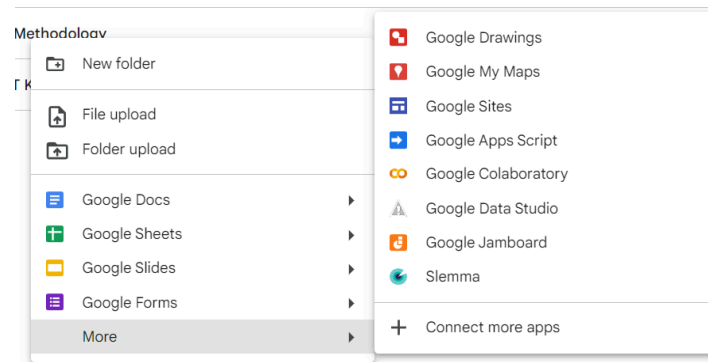 Methodology
T K
New folder
File upload
Folder upload
Google Docs
Google Sheets
Google Slides
Google Forms
More
Google Drawings
Google My Maps
Google Sites
Google Apps Script
Google Colaboratory
Google Data Studio
Google Jamboard
Slemma
Connect more apps